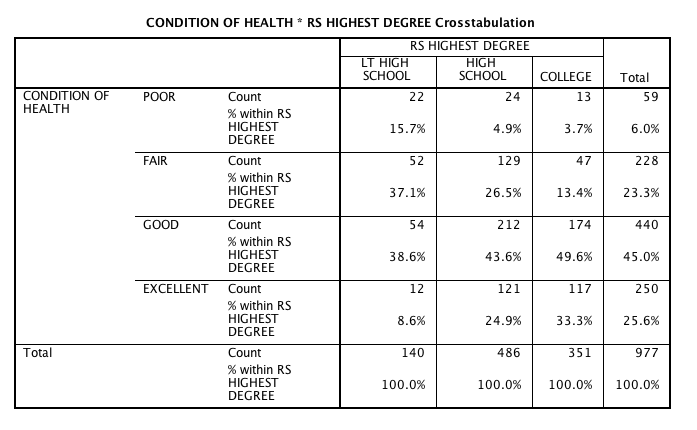 CONDITION OF HEALTH * RS HIGHEST DEGREE Crosstabulation
RS HIGHEST DEGREE
LT HIGH SCHOOL HIGH SCHOOL COLLEGE Total
CONDITION OF HEALTH POOR Count 22 24 13 59
% within RS HIGHEST DEGREE 15.7% 4.9% 3.7% 6.0%
FAIR Count 52 129 47 228
% within RS HIGHEST DEGREE 37.1% 26.5% 13.4% 23.3%
GOOD Count 54 212 174 440
% within RS HIGHEST DEGREE 38.6% 43.6% 49.6% 45.0%
EXCELLENT Count 12 121 117 250
% within RS HIGHEST DEGREE 8.6% 24.9% 33.3% 25.6%
Total Count 140 486 351 977
% within RS HIGHEST DEGREE 100.0% 100.0% 100.0% 100.0%